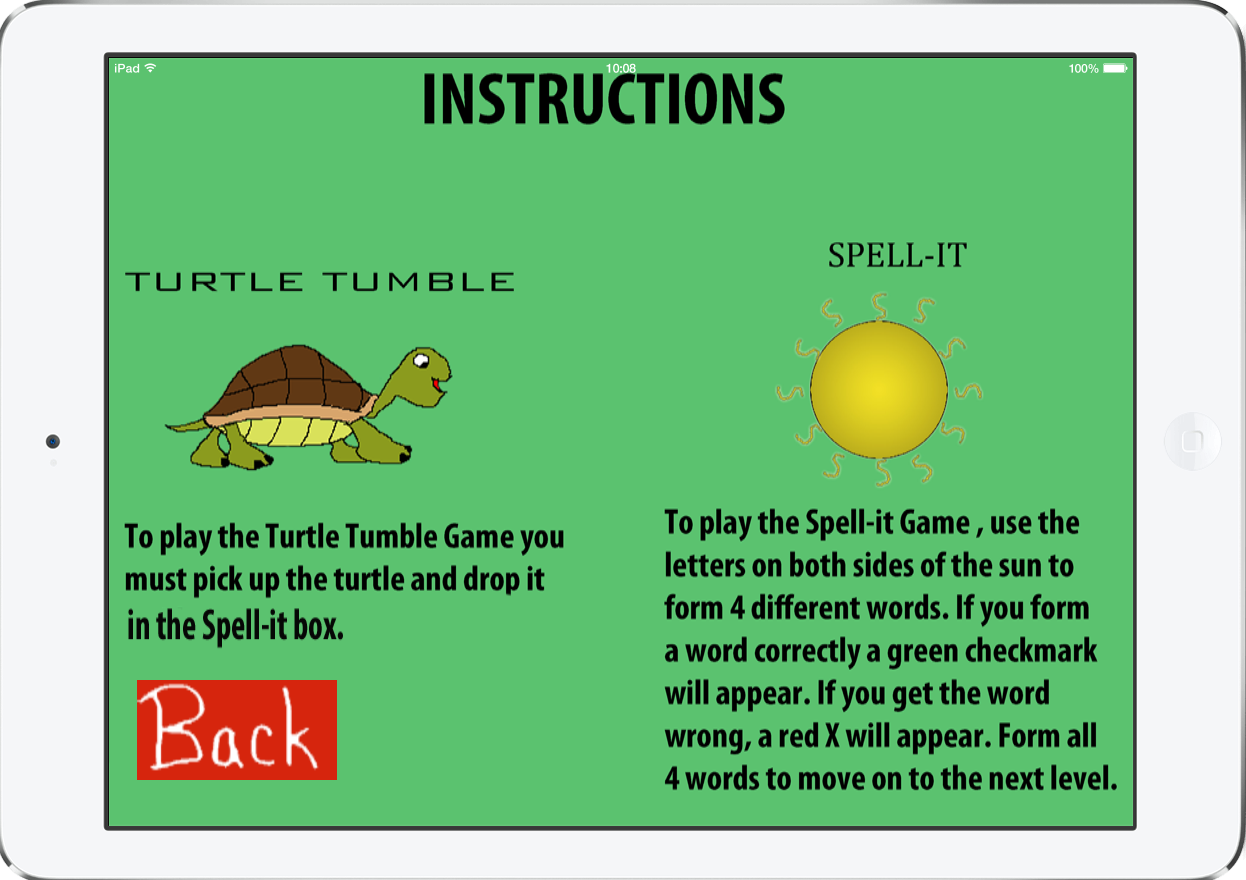 iPad 10:08 100%
INSTRUCTIONS
TURTLE TUMBLE
To play the Turtle Tumble Game you
must pick up the turtle and drop it
in the Spell-it box.
Back
SPELL-IT
To play the Spell-it Game , use the
letters on both sides of the sun to
form 4 different words. If you form
a word correctly a green checkmark
will appear. If you get the word
wrong, a red X will appear. Form all
4 words to move on to the next level.